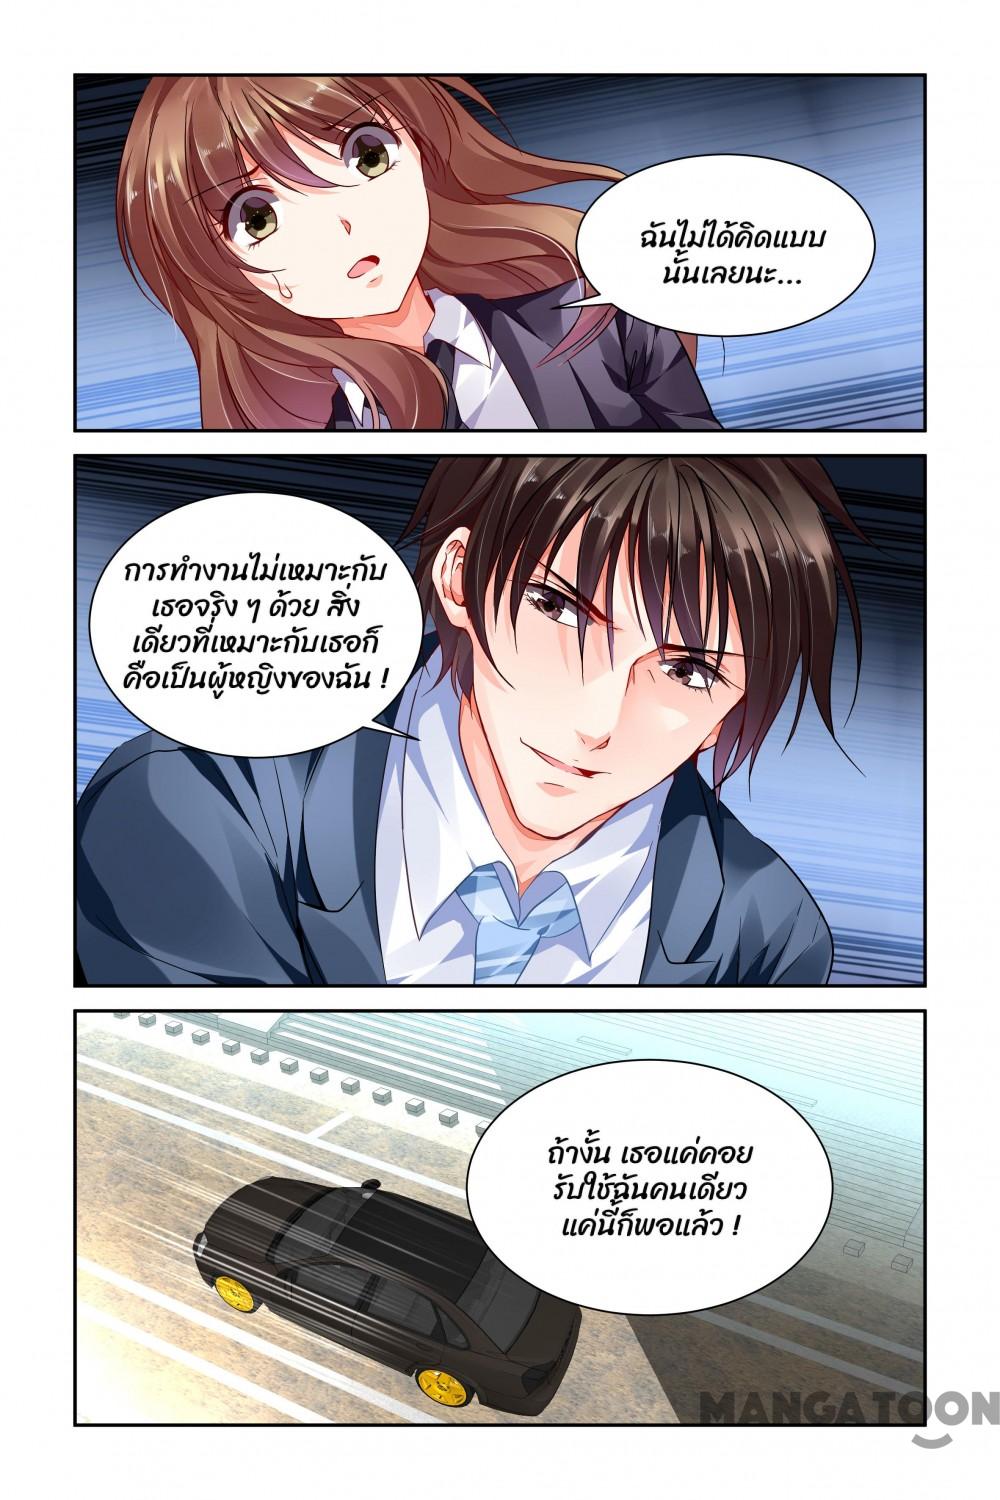 ฉันไม่ได้คิดแบบ
นั้นเลยนะ...
การทำงานไม่เหมาะกับ
เธอจริง ๆ ด้วย สิ่ง
เดียวที่เหมาะกับเธอก็
คือเป็นผู้หญิงของฉัน !
ถ้างั้น เธอแค่คอย
รับใช้ฉันคนเดียว
แค่นี้ก็พอแล้ว !
MANGATOON